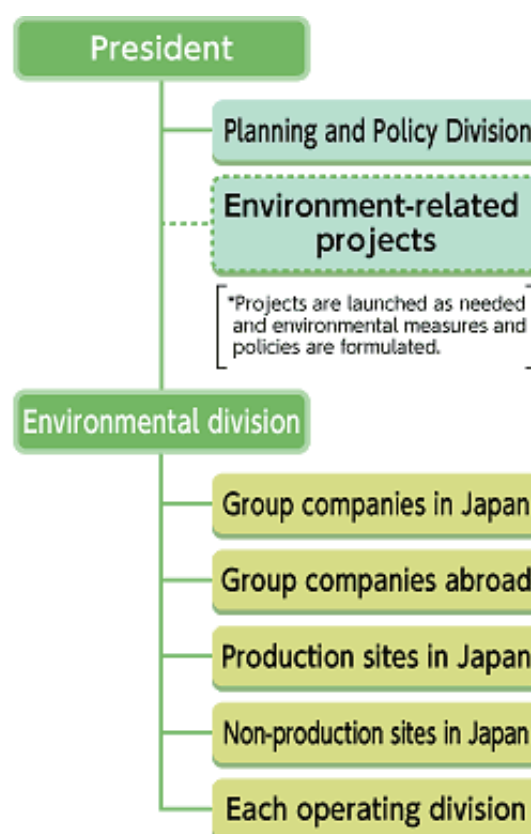 President
Planning and Policy Division
Environment-related
projects
*Projects are launched as needed
and environmental measures and
policies are formulated.
Environmental division
Group companies in Japan
Group companies abroad
Production sites in Japan
Non-production sites in Japan
Each operating division